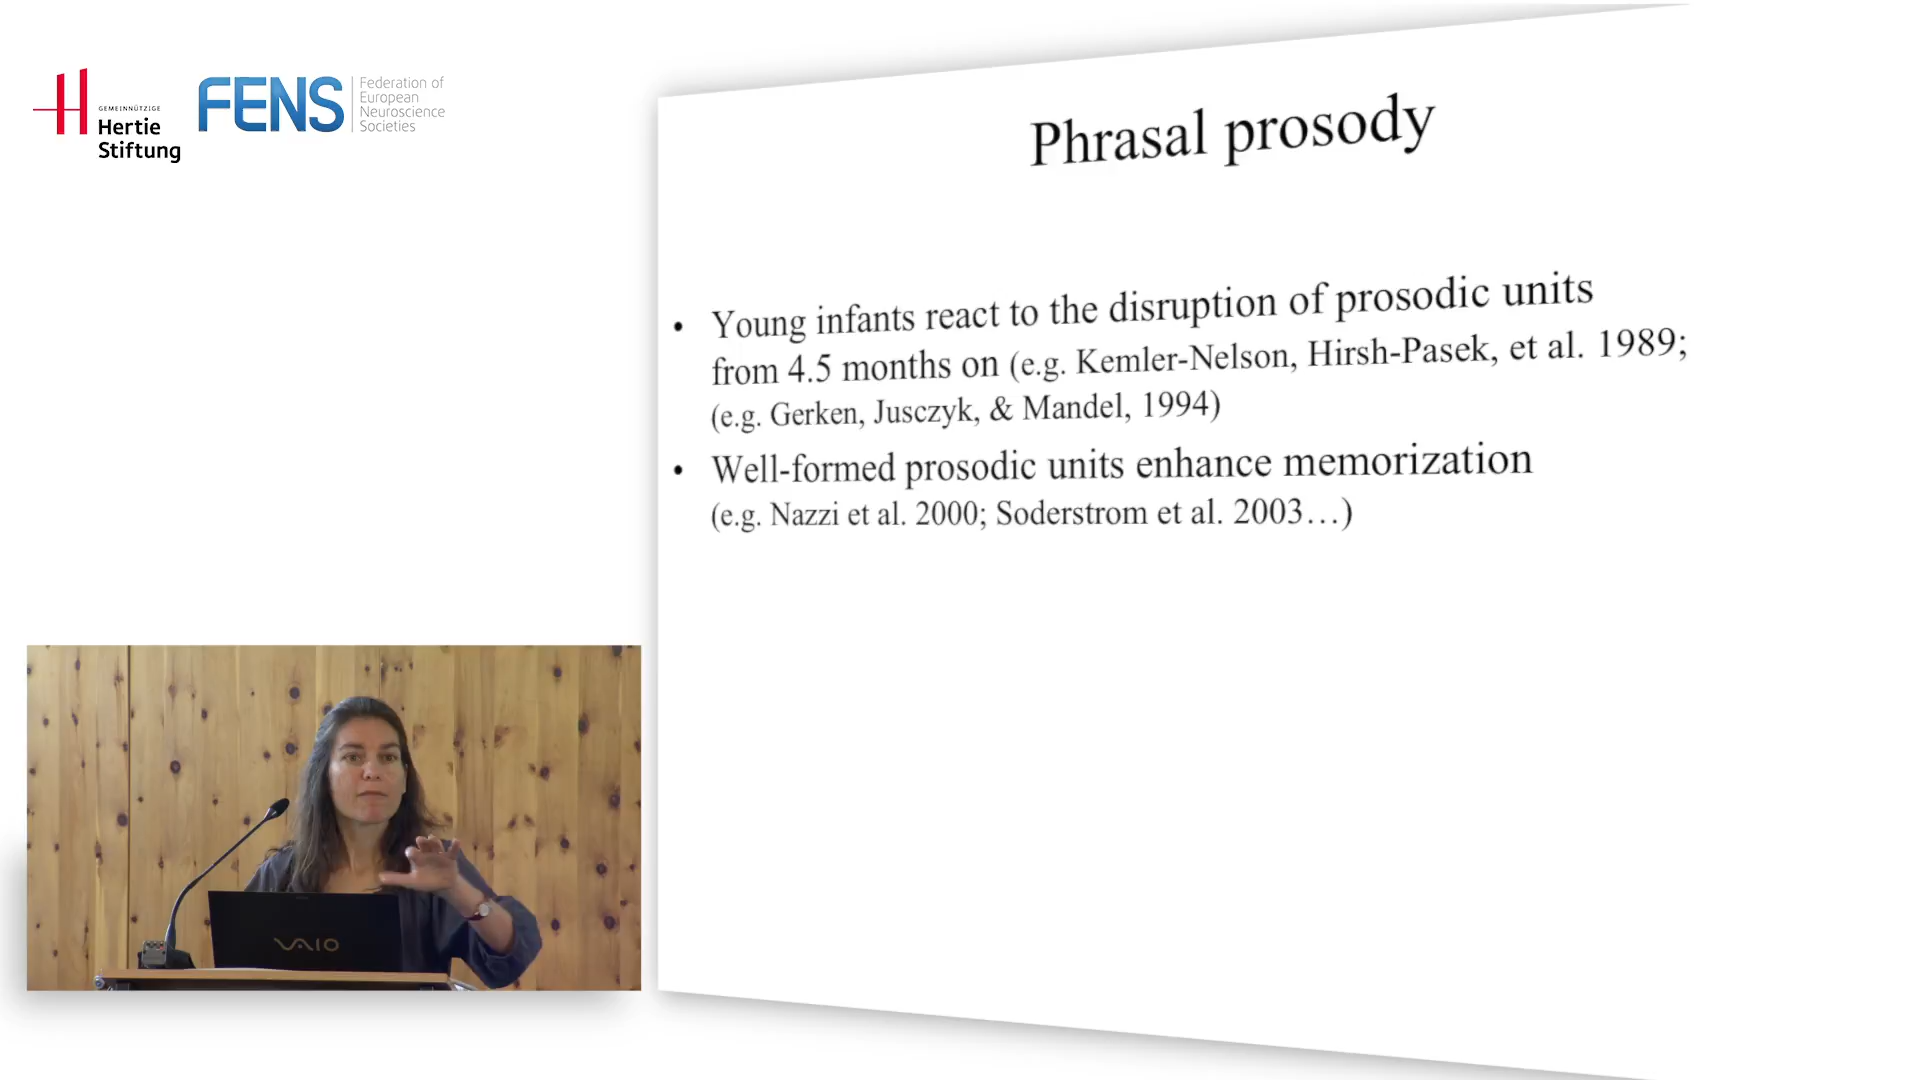 GEMEINNÜTZIGE
Hertie
Stiftung
FENS
Federation of
European
Neuroscience
Societies
Phrasal prosody
• Young infants react to the disruption of prosodic units
from 4.5 months on (e.g. Kemler-Nelson, Hirsh-Pasek, et al. 1989;
(e.g. Gerken, Jusczyk, & Mandel, 1994)
• Well-formed prosodic units enhance memorization
(e.g. Nazzi et al. 2000; Soderstrom et al. 2003…)
VAIO